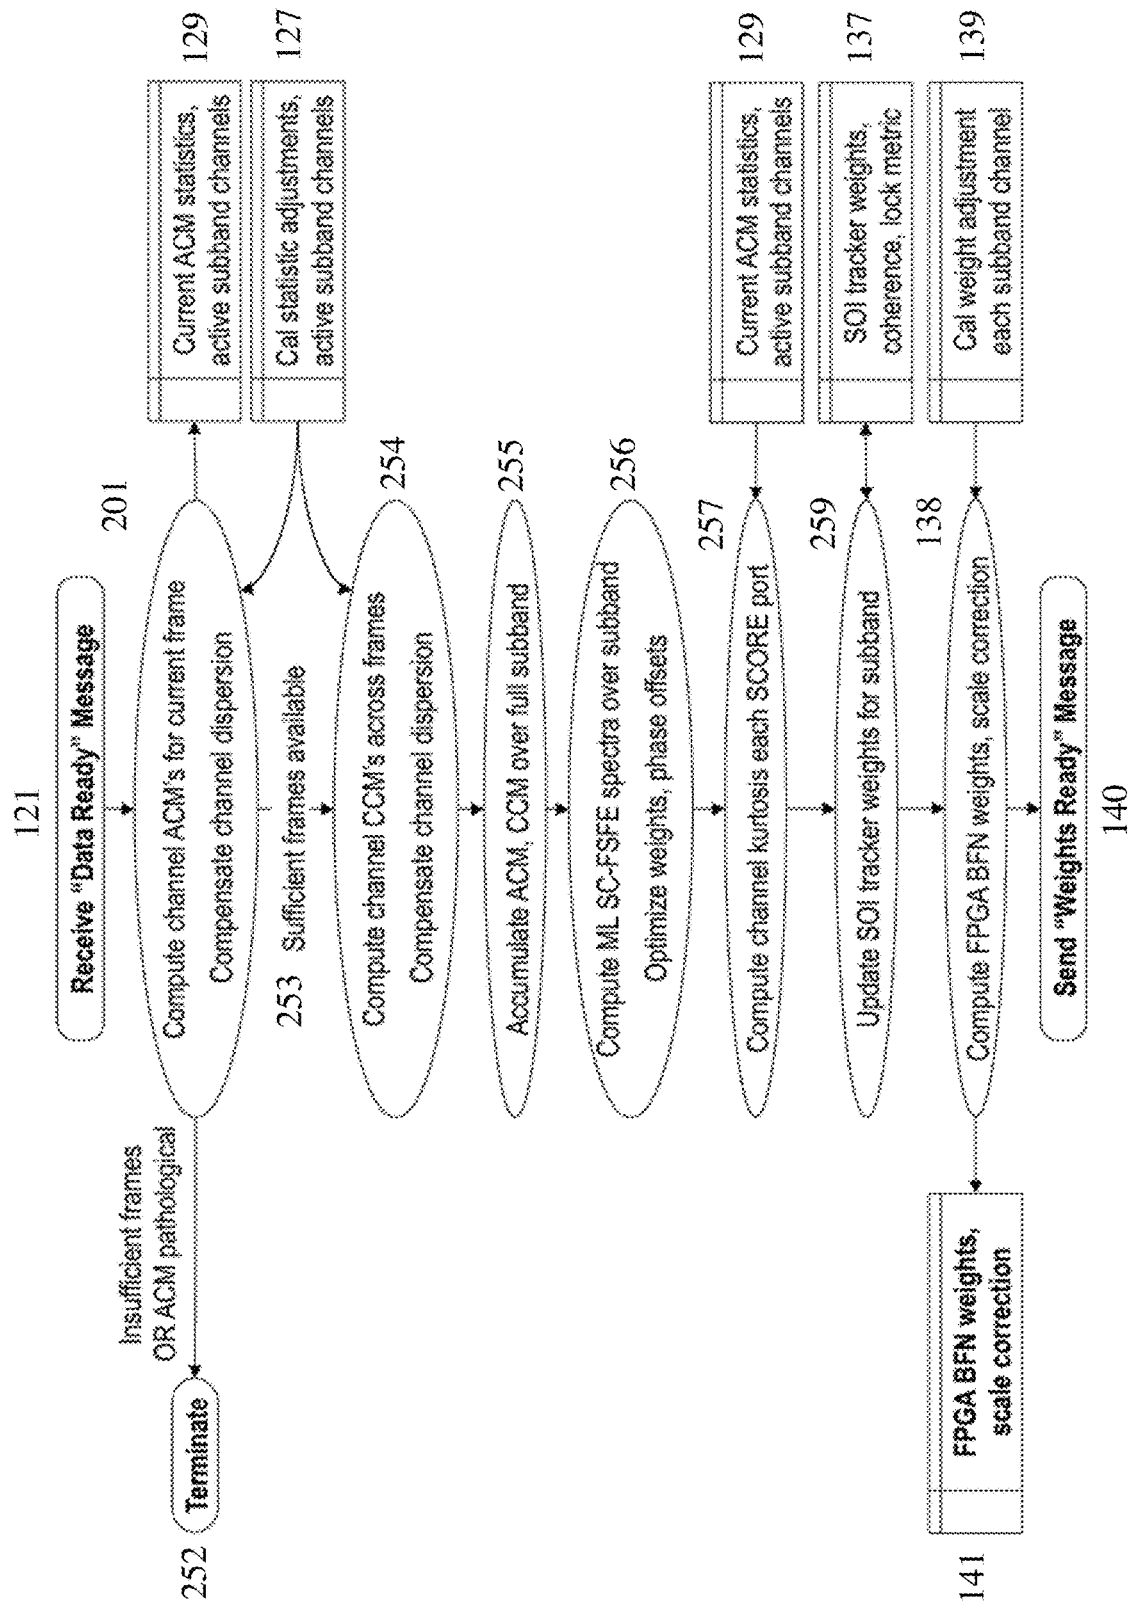 121
Receive "Data Ready" Message
201
Compute channel ACM's for current frame
Compensate channel dispersion
129
Current ACM statistics,
active subband channels
127
Cal statistic adjustments,
active subband channels
Insufficient frames
OR ACM pathological
252
Terminate
253
Sufficient frames available
254
Compute channel CCM's across frames
Compensate channel dispersion
255
Accumulate ACM, CCM over full subband
256
Compute ML SC-FSFE spectra over subband
Optimize weights, phase offsets
257
Compute channel kurtosis each SCORE port
129
Current ACM statistics,
active subband channels
259
Update SOI tracker weights for subband
137
SOI tracker weights,
coherence, lock metric
138
Compute FPGA BFN weights, scale correction
139
Cal weight adjustment
each subband channel
141
FPGA BFN weights,
scale correction
Send "Weights Ready" Message
140